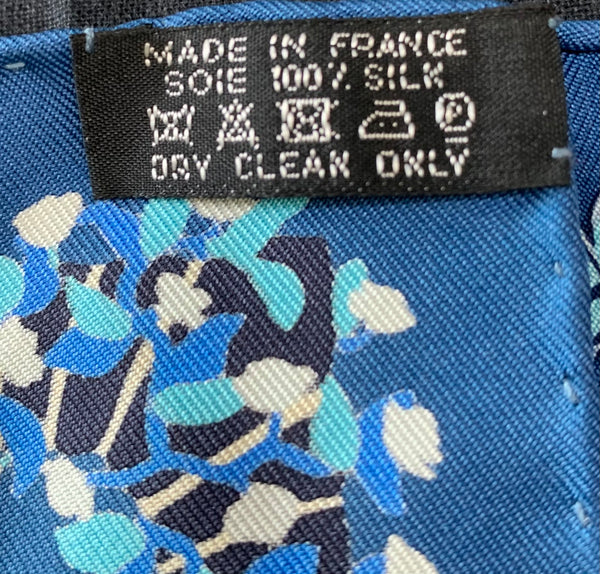 MADE IN FRANCE
SOIE 100% SILK
P
DRY CLEAN ONLY